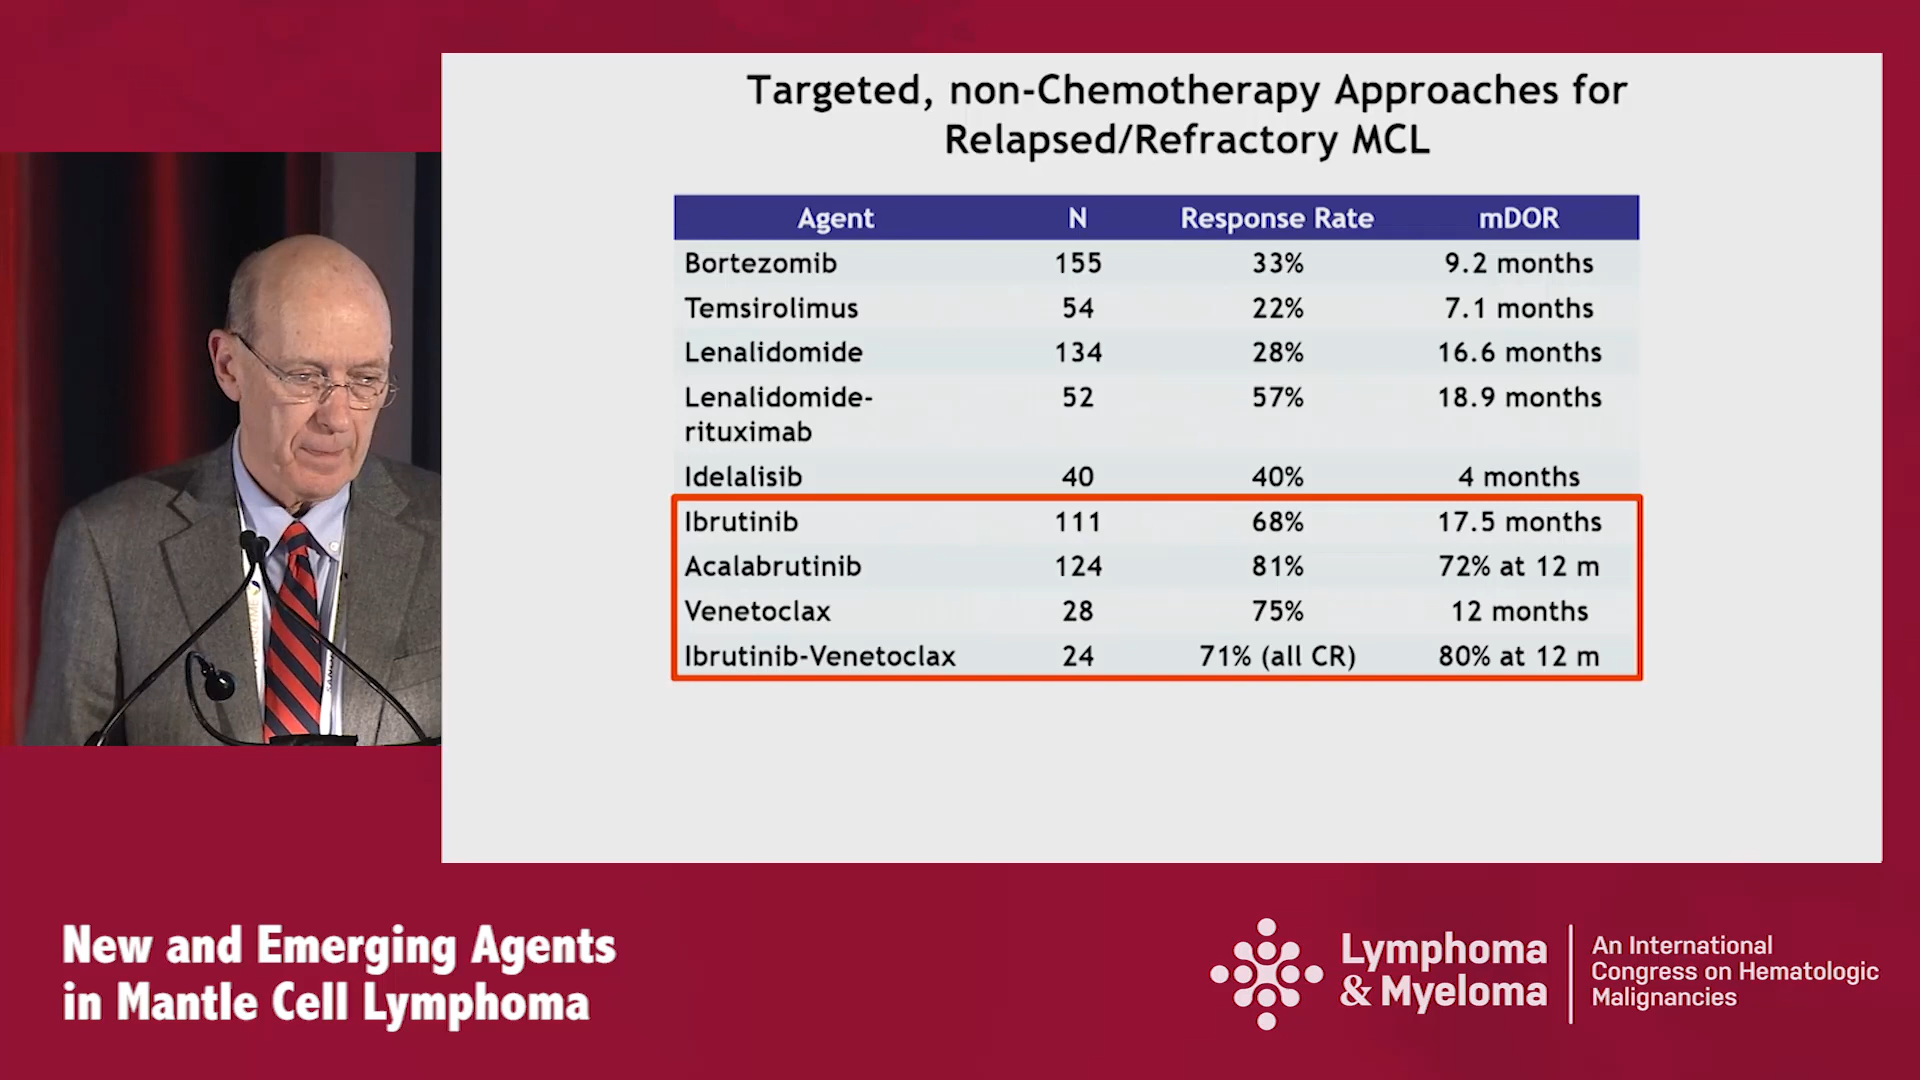 Targeted, non-Chemotherapy Approaches for
Relapsed/Refractory MCL
Agent N Response Rate mDOR
Bortezomib 155 33% 9.2 months
Temsirolimus 54 22% 7.1 months
Lenalidomide 134 28% 16.6 months
Lenalidomide- 52 57% 18.9 months
rituximab
Idelalisib 40 40% 4 months
Ibrutinib 111 68% 17.5 months
Acalabrutinib 124 81% 72% at 12 m
Venetoclax 28 75% 12 months
Ibrutinib-Venetoclax 24 71% (all CR) 80% at 12 m
New and Emerging Agents
in Mantle Cell Lymphoma
Lymphoma
& Myeloma
An International
Congress on Hematologic
Malignancies